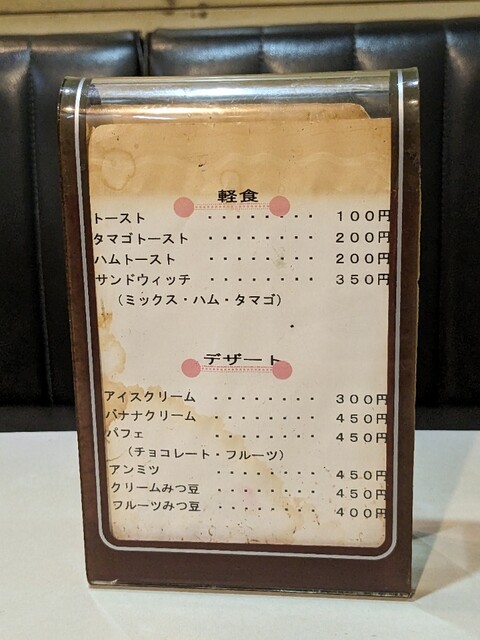 軽食
トースト ・・・・・・・・ 100円
タマゴトースト ・・・・・・・・ 200円
ハムトースト ・・・・・・・・ 200円
サンドウィッチ ・・・・・・・・ 350円
（ミックス・ハム・タマゴ）
デザート
アイスクリーム ・・・・・・・・ 300円
バナナクリーム ・・・・・・・・ 450円
パフェ ・・・・・・・・ 450円
（チョコレート・フルーツ）
アンミツ ・・・・・・・・ 450円
クリームみつ豆 ・・・・・・・・ 450円
フルーツみつ豆 ・・・・・・・・ 400円